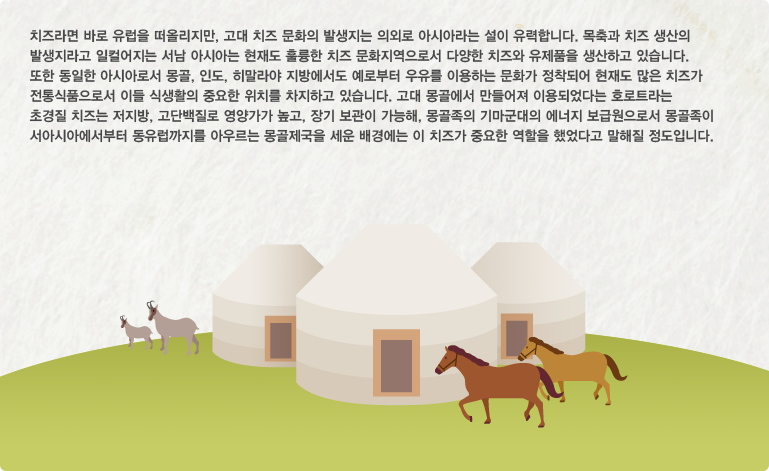 치즈라면 바로 유럽을 떠올리지만, 고대 치즈 문화의 발생지는 의외로 아시아라는 설이 유력합니다. 목축과 치즈 생산의
발생지라고 일컬어지는 서남 아시아는 현재도 훌륭한 치즈 문화지역으로서 다양한 치즈와 유제품을 생산하고 있습니다.
또한 동일한 아시아로서 몽골, 인도, 히말라야 지방에서도 예로부터 우유를 이용하는 문화가 정착되어 현재도 많은 치즈가
전통식품으로서 이들 식생활의 중요한 위치를 차지하고 있습니다. 고대 몽골에서 만들어져 이용되었다는 호로트라는
초경질 치즈는 저지방, 고단백질로 영양가가 높고, 장기 보관이 가능해, 몽골족의 기마군대의 에너지 보급원으로서 몽골족이
서아시아에서부터 동유럽까지를 아우르는 몽골제국을 세운 배경에는 이 치즈가 중요한 역할을 했었다고 말해질 정도입니다.